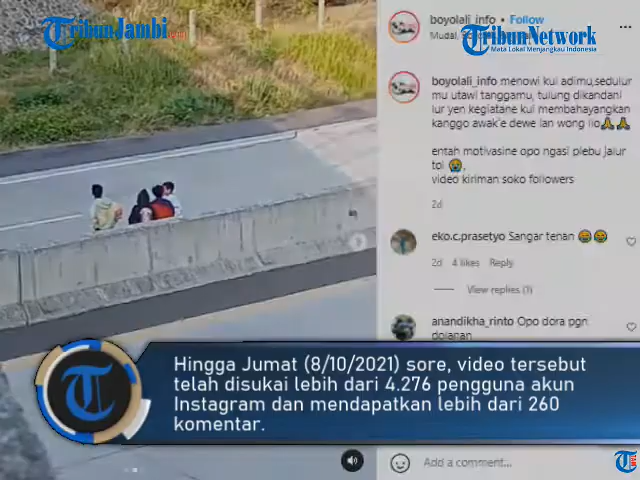 TribunJambi.com
boyolali_info • Follow
Mudal,
TribunNetwork
Mata Lokal Menjangkau Indonesia
boyolali_info menowi kui adimu,sedulur
mu utawi tanggamu, tulung dikandani
lur yen kegiatane kui membahayangkan
kanggo awak'e dewe lan wong lio🙏🙏
entah motivasine opo ngasi plebu jalur
tol 😭,
video kiriman soko followers
2d
eko.c.prasetyo Sangar tenan 😂😂
2d 4 likes Reply
View replies (1)
anandikha_rinto Opo dora pgn
dolanan
Hingga Jumat (8/10/2021) sore, video tersebut
telah disukai lebih dari 4.276 pengguna akun
Instagram dan mendapatkan lebih dari 260
komentar.
Add a comment...